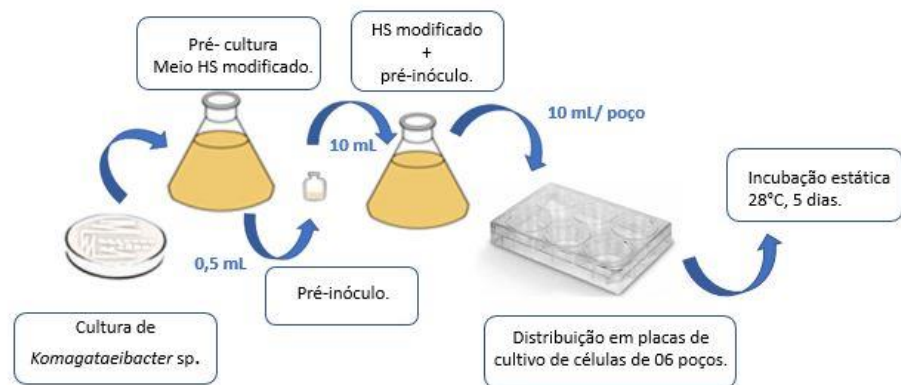 Pré- cultura
Meio HS modificado.
HS modificado
+
pré-inóculo.
10 mL
10 mL/ poço
Incubação estática
28°C, 5 dias.
0,5 mL
Pré-inóculo.
Cultura de
Komagataeibacter sp.
Distribuição em placas de
cultivo de células de 06 poços.